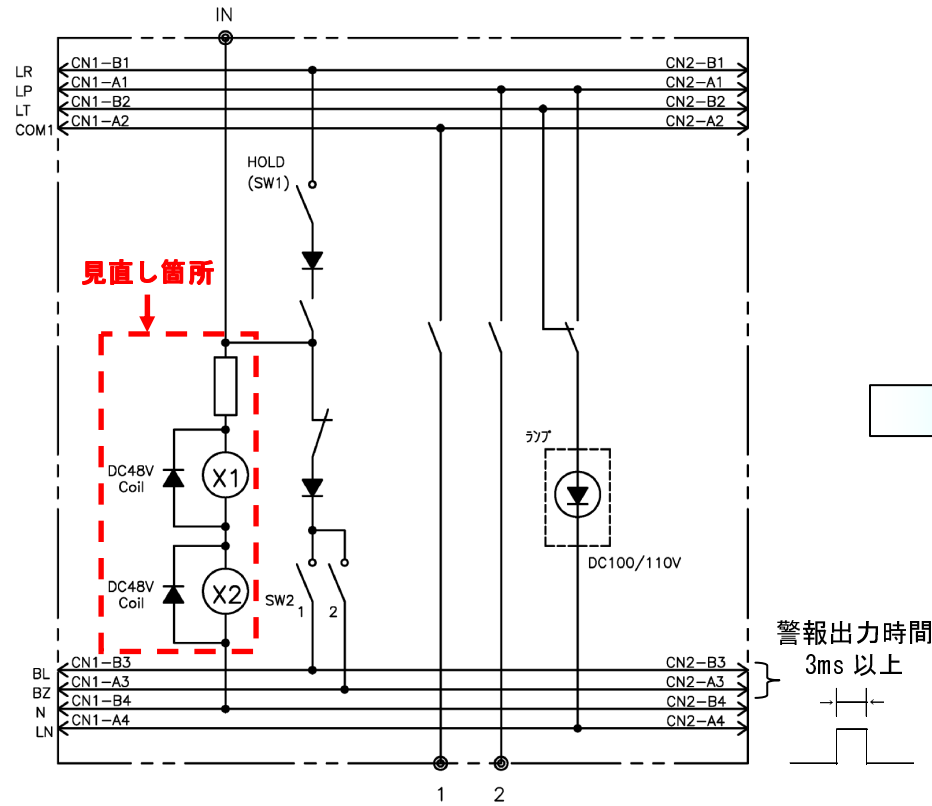 IN
LR CN1-B1 CN2-B1
LP CN1-A1 CN2-A1
LT CN1-B2 CN2-B2
COM1 CN1-A2 CN2-A2
HOLD
(SW1)
見直し箇所
ランプ
DC48V
Coil
X1
DC100/110V
DC48V
Coil
X2
SW2
1 2
警報出力時間
3ms 以上
BL CN1-B3 CN2-B3
BZ CN1-A3 CN2-A3
N CN1-B4 CN2-B4
LN CN1-A4 CN2-A4
1 2